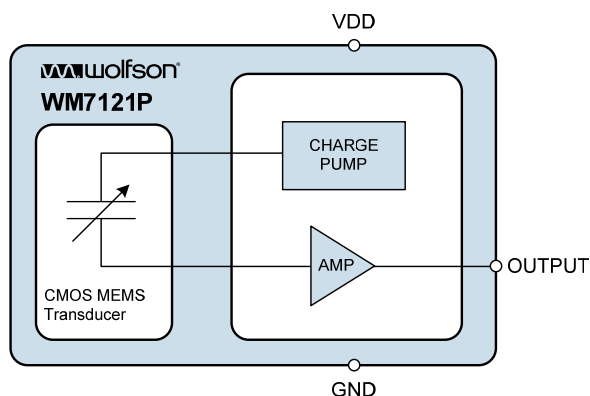 VDD
wolfson®
WM7121P
CHARGE
PUMP
AMP
OUTPUT
CMOS MEMS
Transducer
GND